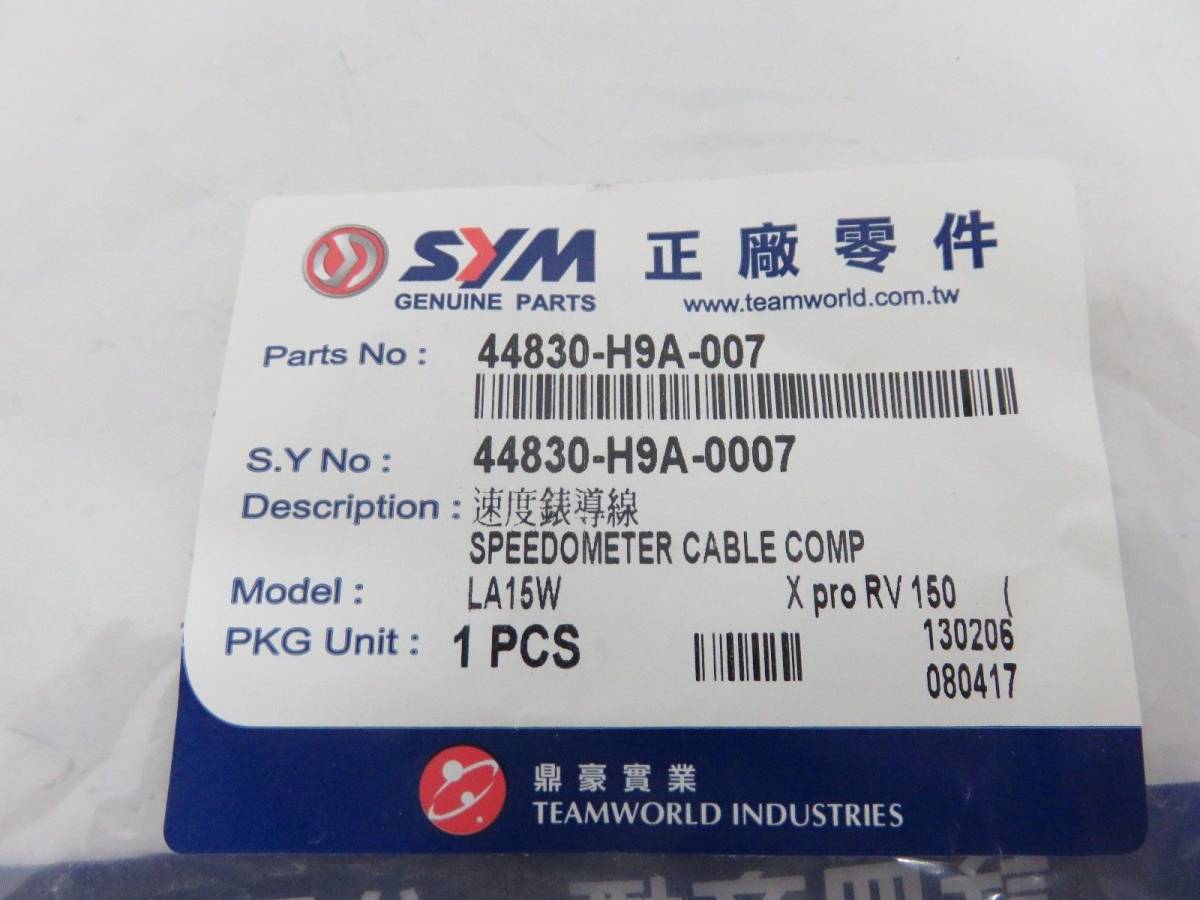 SYM 正廠零件
GENUINE PARTS www.teamworld.com.tw
Parts No : 44830-H9A-007
S.Y No : 44830-H9A-0007
Description : 速度錶導線
SPEEDOMETER CABLE COMP
Model : LA15W X pro RV 150 (
130206
PKG Unit : 1 PCS
080417
鼎豪實業
TEAMWORLD INDUSTRIES